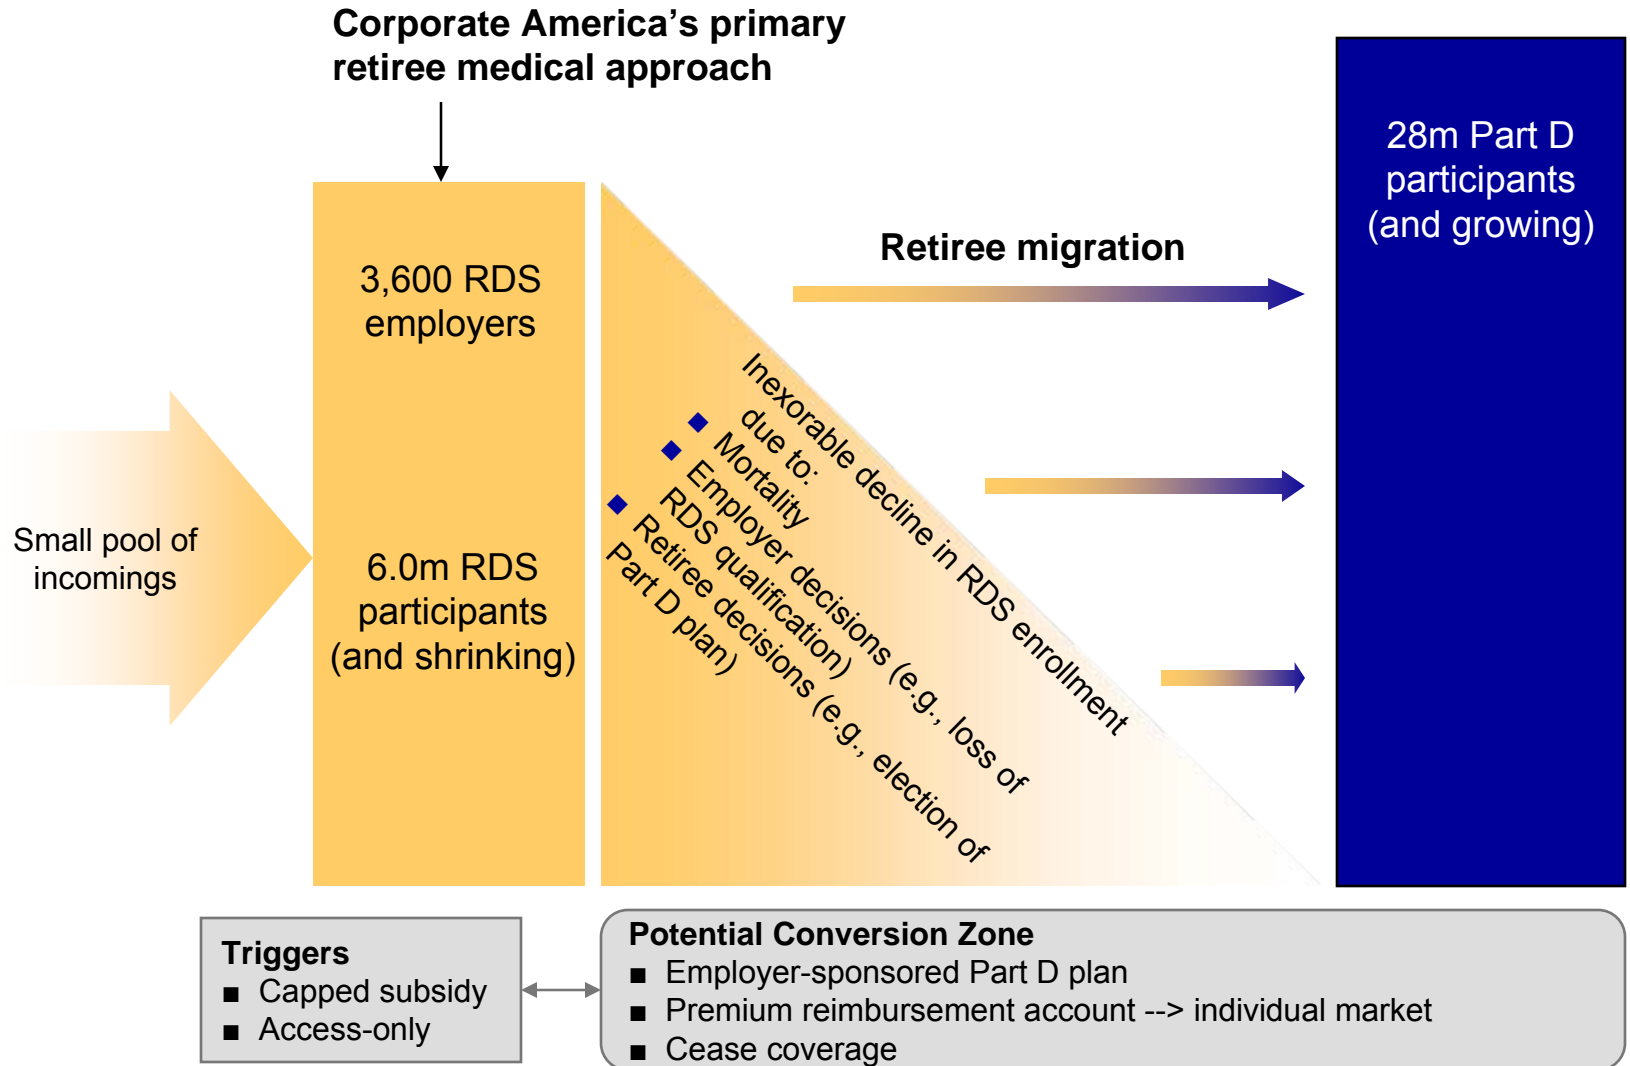 Corporate America’s primary
retiree medical approach
28m Part D
participants
(and growing)
Retiree migration
3,600 RDS
employers
Small pool of
incomings
6.0m RDS
participants
(and shrinking)
Inexorable decline in RDS enrollment
due to:
◆ Mortality
◆ Employer decisions (e.g., loss of
RDS qualification)
◆ Retiree decisions (e.g., election of
Part D plan)
Triggers
■ Capped subsidy
■ Access-only
Potential Conversion Zone
■ Employer-sponsored Part D plan
■ Premium reimbursement account --> individual market
■ Cease coverage